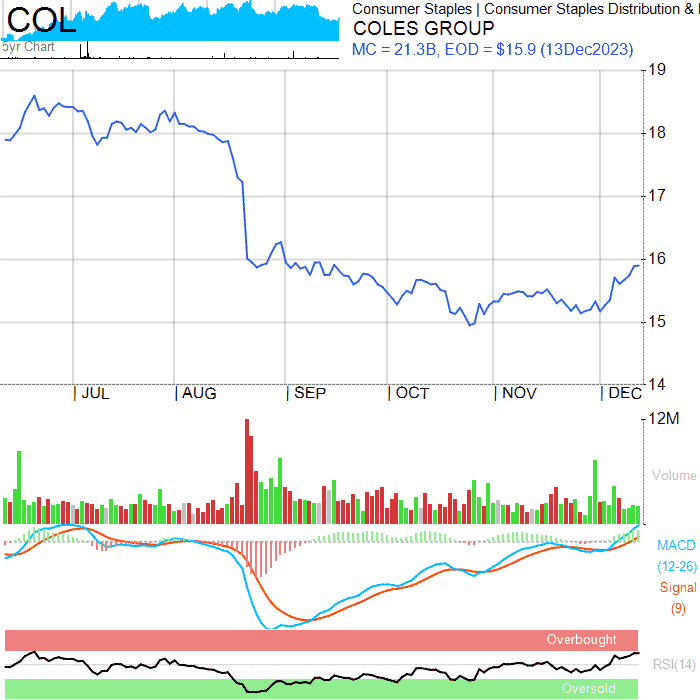 COL
Consumer Staples | Consumer Staples Distribution &
COLES GROUP
MC = 21.3B, EOD = $15.9 (13Dec2023)
5yr Chart
19
18
17
16
15
14
JUL AUG SEP OCT NOV DEC
12M
Volume
MACD
(12-26)
Signal
(9)
Overbought
RSI(14)
Oversold